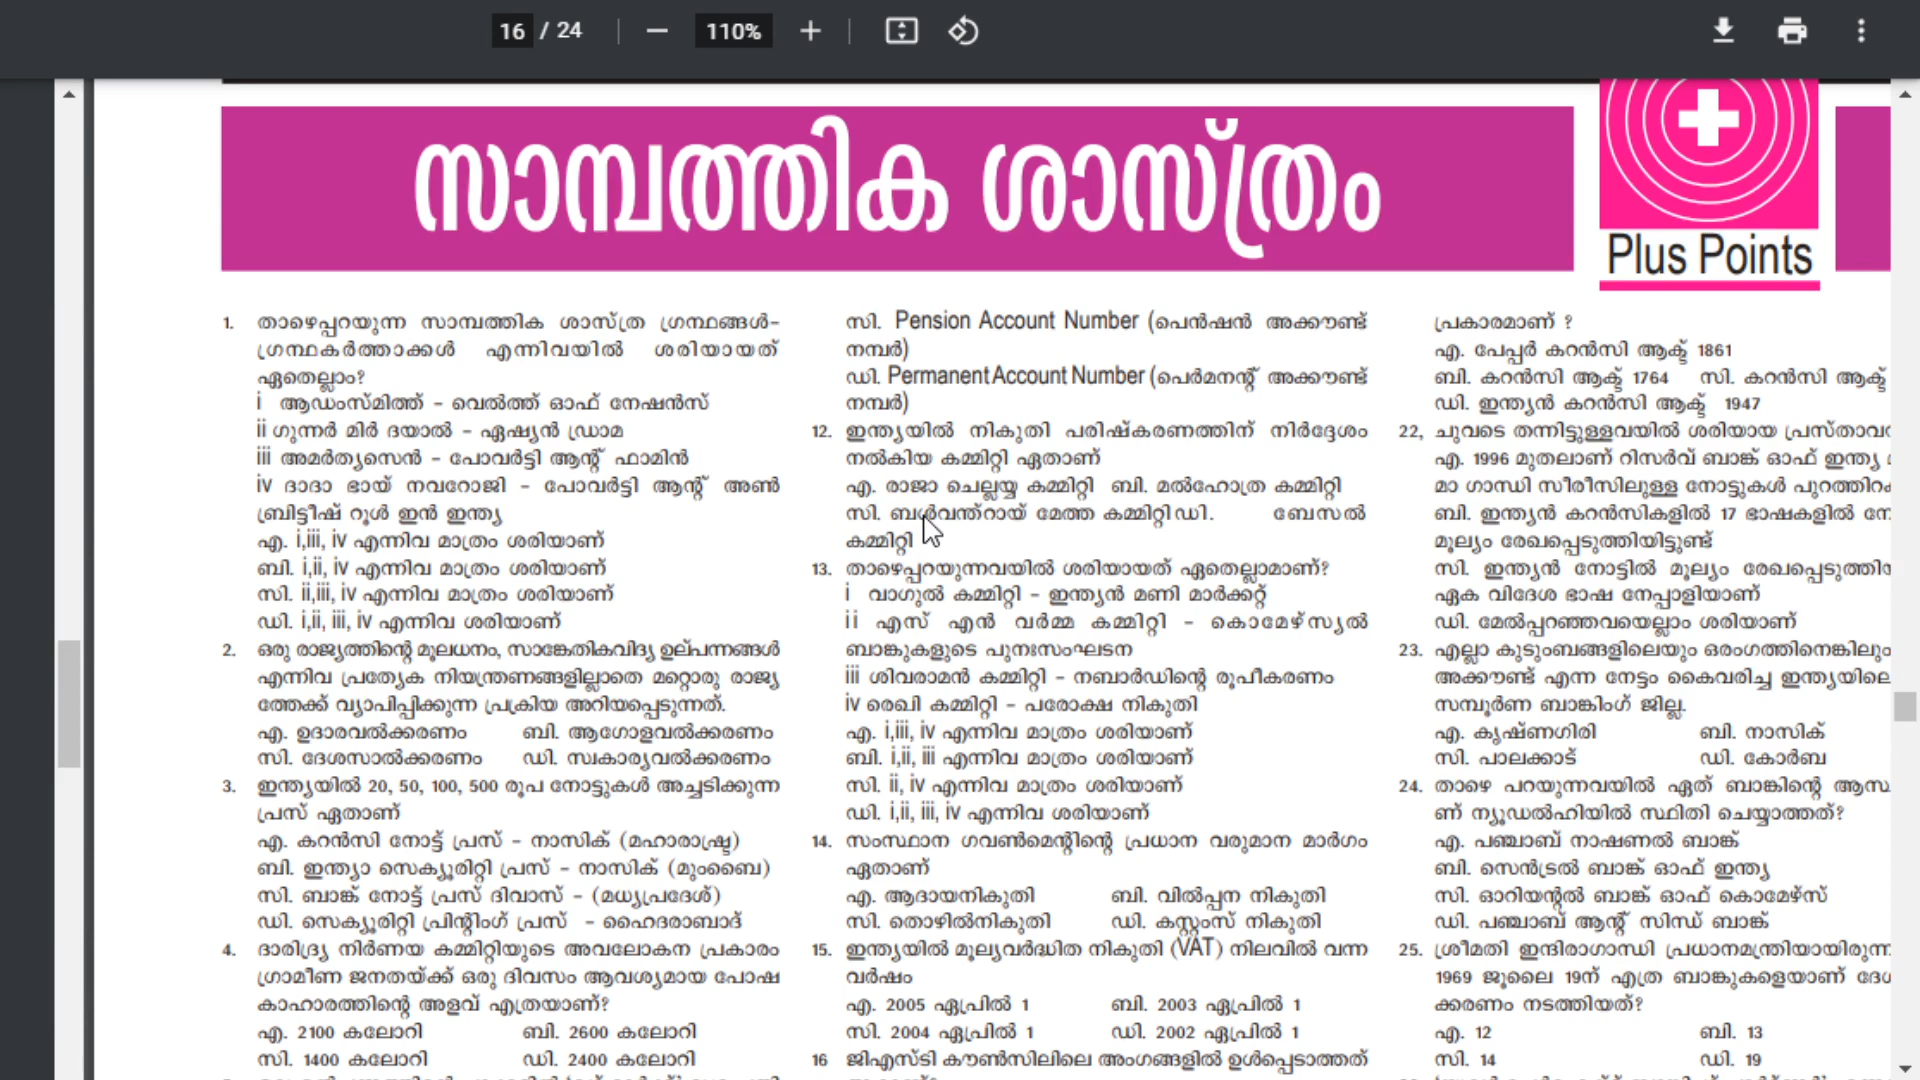 16 / 24
110%
സാമ്പത്തിക ശാസ്ത്രം
Plus Points
1. താഴെപ്പറയുന്ന സാമ്പത്തിക ശാസ്ത്ര ഗ്രന്ഥങ്ങൾ-
ഗ്രന്ഥകർത്താക്കൾ എന്നിവയിൽ ശരിയായത്
ഏതെല്ലാം?
i ആഡംസ്മിത്ത് - വെൽത്ത് ഓഫ് നേഷൻസ്
ii ഗുന്നർ മിർ ദയാൽ - ഏഷ്യൻ ഡ്രാമ
iii അമർത്യസെൻ - പോവർട്ടി ആന്റ് ഫാമിൻ
iv ദാദാ ഭായ് നവറോജി - പോവർട്ടി ആന്റ് അൺ
ബ്രിട്ടീഷ് റൂൾ ഇൻ ഇന്ത്യ
എ. i,iii, iv എന്നിവ മാത്രം ശരിയാണ്
ബി. i,ii, iv എന്നിവ മാത്രം ശരിയാണ്
സി. ii,iii, iv എന്നിവ മാത്രം ശരിയാണ്
ഡി. i,ii, iii, iv എന്നിവ ശരിയാണ്
2. ഒരു രാജ്യത്തിന്റെ മൂലധനം, സാങ്കേതികവിദ്യ ഉല്പന്നങ്ങൾ
എന്നിവ പ്രത്യേക നിയന്ത്രണങ്ങളില്ലാതെ മറ്റൊരു രാജ്യ
ത്തേക്ക് വ്യാപിപ്പിക്കുന്ന പ്രക്രിയ അറിയപ്പെടുന്നത്.
എ. ഉദാരവൽക്കരണം ബി. ആഗോളവൽക്കരണം
സി. ദേശസാൽക്കരണം ഡി. സ്വകാര്യവൽക്കരണം
3. ഇന്ത്യയിൽ 20, 50, 100, 500 രൂപ നോട്ടുകൾ അച്ചടിക്കുന്ന
പ്രസ് ഏതാണ്
എ. കറൻസി നോട്ട് പ്രസ് - നാസിക് (മഹാരാഷ്ട്ര)
ബി. ഇന്ത്യാ സെക്യൂരിറ്റി പ്രസ് - നാസിക് (മുംബൈ)
സി. ബാങ്ക് നോട്ട് പ്രസ് ദിവാസ് - (മധ്യപ്രദേശ്)
ഡി. സെക്യൂരിറ്റി പ്രിന്റിംഗ് പ്രസ് - ഹൈദരാബാദ്
4. ദാരിദ്ര്യ നിർണയ കമ്മിറ്റിയുടെ അവലോകന പ്രകാരം
ഗ്രാമീണ ജനതയ്ക്ക് ഒരു ദിവസം ആവശ്യമായ പോഷ
കാഹാരത്തിന്റെ അളവ് എത്രയാണ്?
എ. 2100 കലോറി ബി. 2600 കലോറി
സി. 1400 കലോറി ഡി. 2400 കലോറി
സി. Pension Account Number (പെൻഷൻ അക്കൗണ്ട്
നമ്പർ)
ഡി. Permanent Account Number (പെർമനന്റ് അക്കൗണ്ട്
നമ്പർ)
12. ഇന്ത്യയിൽ നികുതി പരിഷ്കരണത്തിന് നിർദ്ദേശം
നൽകിയ കമ്മിറ്റി ഏതാണ്
എ. രാജാ ചെല്ലയ്യ കമ്മിറ്റി ബി. മൽഹോത്ര കമ്മിറ്റി
സി. ബൾവന്ത്റായ് മേത്ത കമ്മിറ്റി ഡി. ബേസൽ
കമ്മിറ്റി
13. താഴെപ്പറയുന്നവയിൽ ശരിയായത് ഏതെല്ലാമാണ്?
i വാഗുൽ കമ്മിറ്റി - ഇന്ത്യൻ മണി മാർക്കറ്റ്
ii എസ് എൻ വർമ്മ കമ്മിറ്റി - കൊമേഴ്സ്യൽ
ബാങ്കുകളുടെ പുനഃസംഘടന
iii ശിവരാമൻ കമ്മിറ്റി - നബാർഡിന്റെ രൂപീകരണം
iv രെഖി കമ്മിറ്റി - പരോക്ഷ നികുതി
എ. i,iii, iv എന്നിവ മാത്രം ശരിയാണ്
ബി. i,ii, iii എന്നിവ മാത്രം ശരിയാണ്
സി. ii, iv എന്നിവ മാത്രം ശരിയാണ്
ഡി. i,ii, iii, iv എന്നിവ ശരിയാണ്
14. സംസ്ഥാന ഗവൺമെന്റിന്റെ പ്രധാന വരുമാന മാർഗം
ഏതാണ്
എ. ആദായനികുതി ബി. വിൽപ്പന നികുതി
സി. തൊഴിൽനികുതി ഡി. കസ്റ്റംസ് നികുതി
15. ഇന്ത്യയിൽ മൂല്യവർദ്ധിത നികുതി (VAT) നിലവിൽ വന്ന
വർഷം
എ. 2005 ഏപ്രിൽ 1 ബി. 2003 ഏപ്രിൽ 1
സി. 2004 ഏപ്രിൽ 1 ഡി. 2002 ഏപ്രിൽ 1
16 ജിഎസ്ടി കൗൺസിലിലെ അംഗങ്ങളിൽ ഉൾപ്പെടാത്തത്
പ്രകാരമാണ് ?
എ. പേപ്പർ കറൻസി ആക്ട് 1861
ബി. കറൻസി ആക്ട് 1764 സി. കറൻസി ആക്ട്
ഡി. ഇന്ത്യൻ കറൻസി ആക്ട് 1947
22, ചുവടെ തന്നിട്ടുള്ളവയിൽ ശരിയായ
എ. 1996 മുതലാണ് റിസർവ് ബാങ്ക് ഓഫ് ഇന്ത്യ
മാ ഗാന്ധി സീരീസിലുള്ള നോട്ടുകൾ
ബി. ഇന്ത്യൻ കറൻസികളിൽ 17 ഭാഷകളിൽ
മൂല്യം രേഖപ്പെടുത്തിയിട്ടുണ്ട്
സി. ഇന്ത്യൻ നോട്ടിൽ മൂല്യം
ഏക വിദേശ ഭാഷ നേപ്പാളിയാണ്
ഡി. മേൽപ്പറഞ്ഞവയെല്ലാം ശരിയാണ്
23. എല്ലാ കുടുംബങ്ങളിലെയും ഒരംഗത്തിനെങ്കിലും
അക്കൗണ്ട് എന്ന നേട്ടം കൈവരിച്ച ഇന്ത്യയിലെ
സമ്പൂർണ ബാങ്കിംഗ് ജില്ല.
എ. കൃഷ്ണഗിരി ബി. നാസിക്
സി. പാലക്കാട് ഡി. കോർബ
24. താഴെ പറയുന്നവയിൽ ഏത് ബാങ്കിന്റെ
ണ് ന്യൂഡൽഹിയിൽ സ്ഥിതി ചെയ്യാത്തത്?
എ. പഞ്ചാബ് നാഷണൽ ബാങ്ക്
ബി. സെൻട്രൽ ബാങ്ക് ഓഫ് ഇന്ത്യ
സി. ഓറിയന്റൽ ബാങ്ക് ഓഫ് കൊമേഴ്സ്
ഡി. പഞ്ചാബ് ആന്റ് സിന്ധ് ബാങ്ക്
25. ശ്രീമതി ഇന്ദിരാഗാന്ധി
1969 ജൂലൈ 19ന് എത്ര ബാങ്കുകളെയാണ്
ക്കരണം നടത്തിയത്?
എ. 12 ബി. 13
സി. 14 ഡി. 19